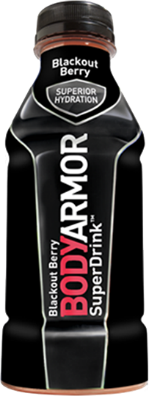 Blackout
Berry
SUPERIOR
HYDRATION
Blackout Berry
BODYARMOR
SuperDrink™